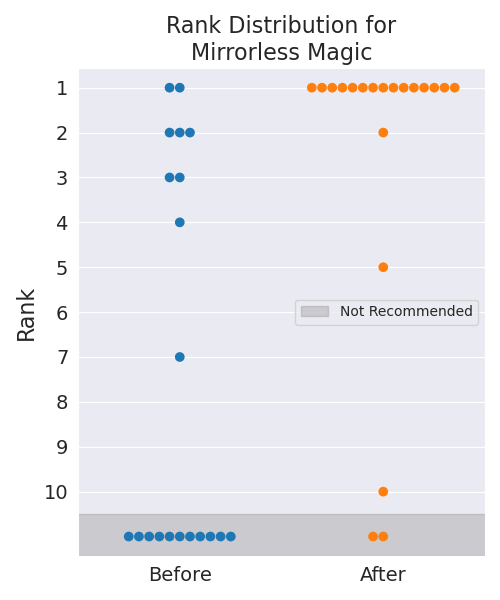 Rank Distribution for
Mirrorless Magic
1
2
3
4
5
6
7
8
9
10
Rank
Not Recommended
Before
After